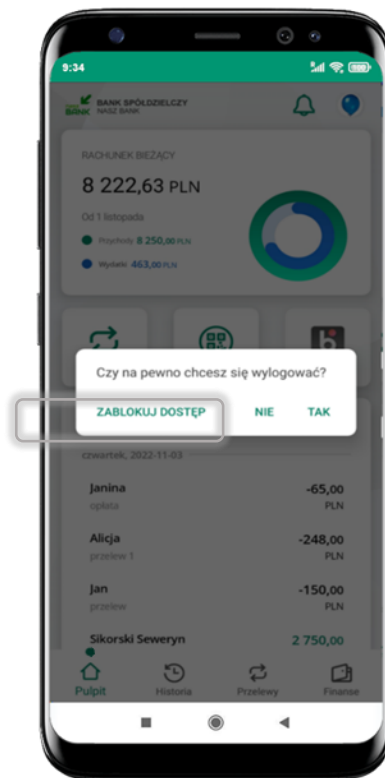 9:34
BANK SPÓŁDZIELCZY
NASZ BANK
RACHUNEK BIEŻĄCY
8 222,63 PLN
Od 1 listopada
Przychody 8 250,00 PLN
Wydatki 463,00 PLN
Czy na pewno chcesz się wylogować?
ZABLOKUJ DOSTĘP NIE TAK
czwartek, 2022-11-03
Janina -65,00
opłata PLN
Alicja -248,00
przelew 1 PLN
Jan -150,00
przelew PLN
Sikorski Seweryn 2 750,00
Pulpit Historia Przelewy Finanse